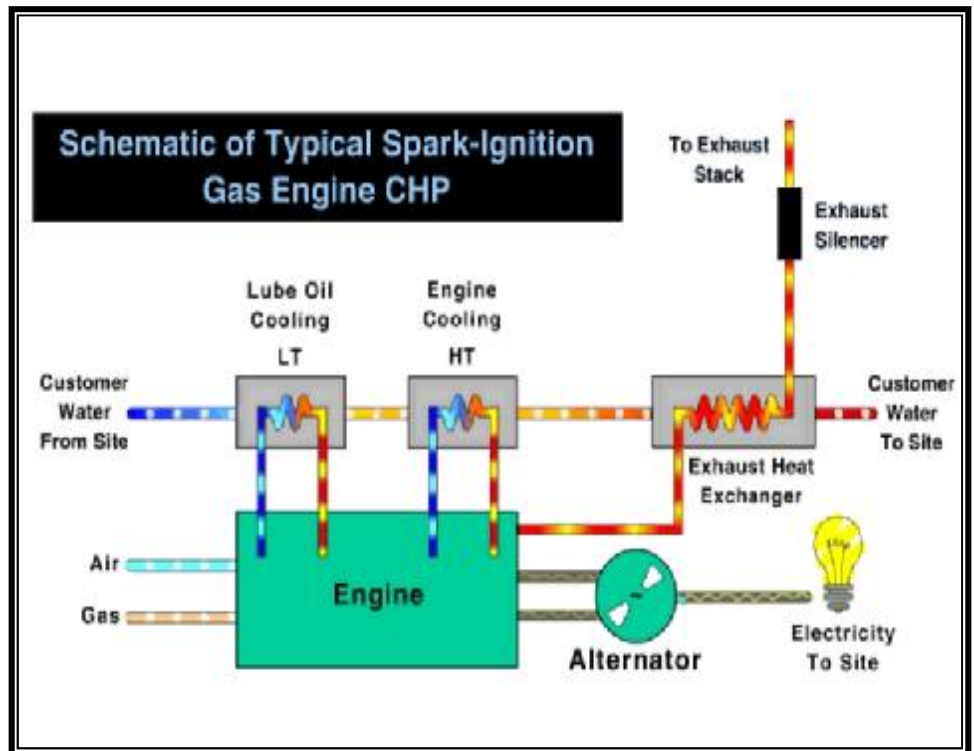 Schematic of Typical Spark-Ignition
Gas Engine CHP
To Exhaust
Stack
Exhaust
Silencer
Lube Oil
Cooling
LT
Engine
Cooling
HT
Customer
Water
From Site
Customer
Water
To Site
Exhaust Heat
Exchanger
Air
Gas
Engine
~
Alternator
Electricity
To Site